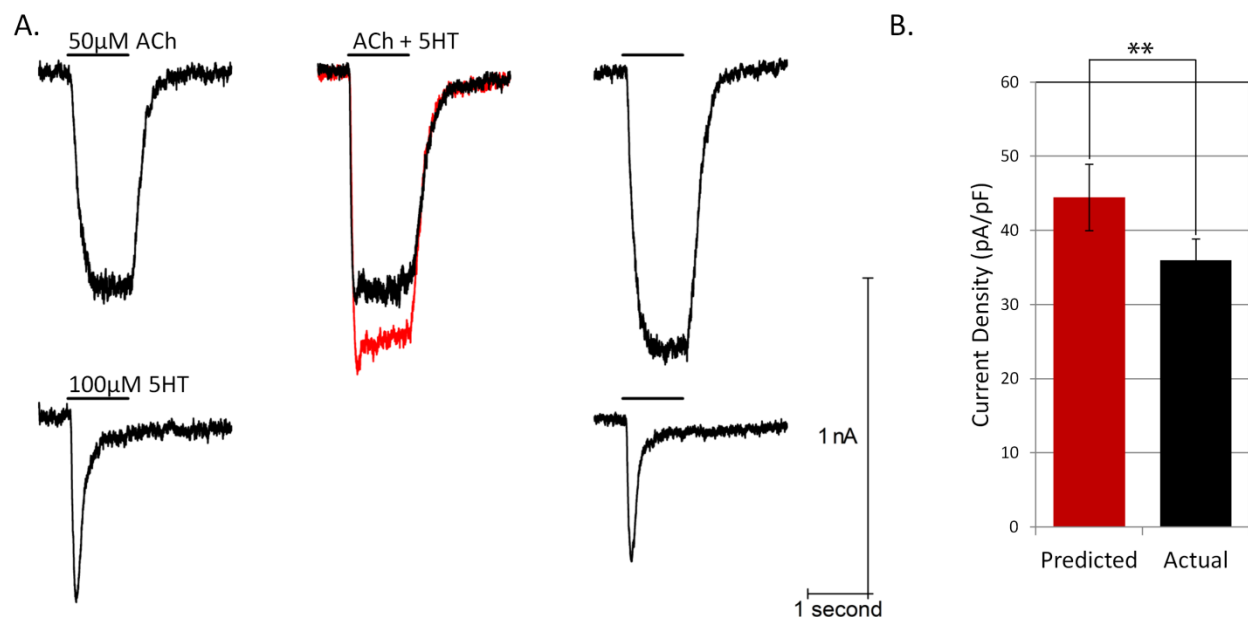 A.
50µM ACh
ACh + 5HT
100µM 5HT
1 nA
1 second
B.
**
60
50
40
30
20
10
0
Current Density (pA/pF)
Predicted
Actual